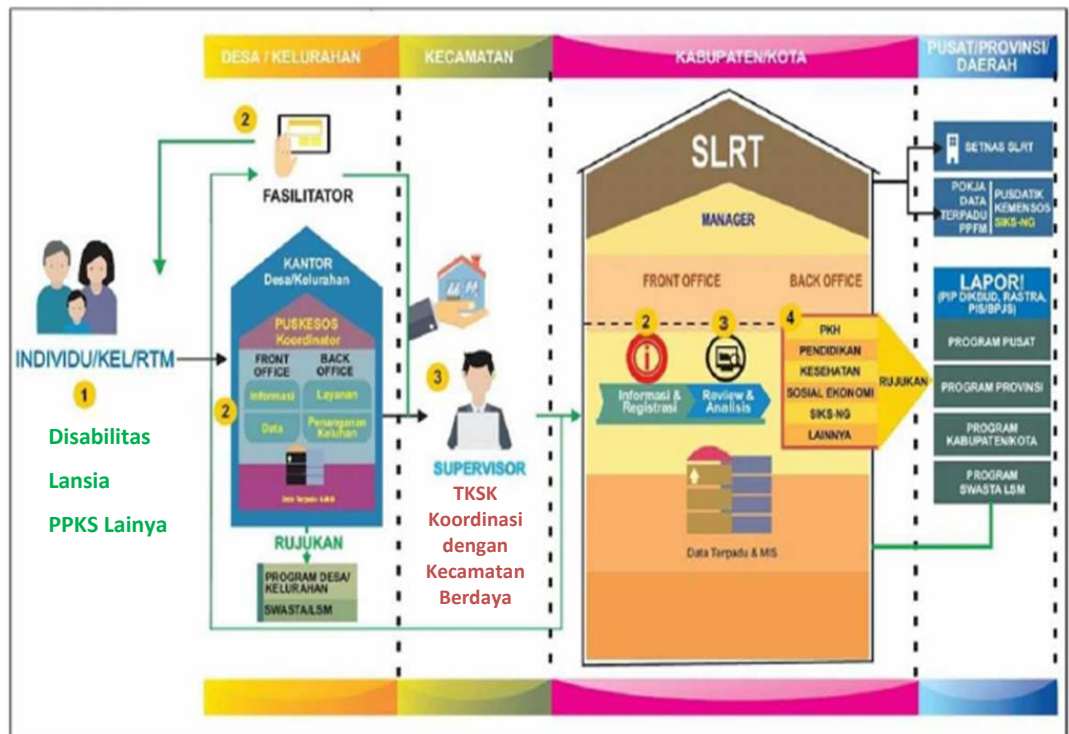 DESA / KELURAHAN
KECAMATAN
KABUPATEN/KOTA
PUSAT/PROVINSI/
DAERAH
2
FASILITATOR
INDIVIDU/KEL/RTM
1
Disabilitas
Lansia
PPKS Lainya
KANTOR
Desa/Kelurahan
PUSKESOS
Koordinator
FRONT
OFFICE
BACK
OFFICE
2
Informasi
Layanan
Data
Penanganan
Keluhan
Data Terpadu & MIS
RUJUKAN
PROGRAM DESA/
KELURAHAN
SWASTA/LSM
3
SUPERVISOR
TKSK
Koordinasi
dengan
Kecamatan
Berdaya
SLRT
MANAGER
FRONT OFFICE
BACK OFFICE
2
3
4
Informasi &
Registrasi
Review &
Analisis
PKH
PENDIDIKAN
KESEHATAN
SOSIAL EKONOMI
SIKS-NG
LAINNYA
RUJUKAN
Data Terpadu & MIS
SETNAS SLRT
POKJA
DATA
TERPADU
PPFM
PUSDATIK
KEMENSOS
SIKS-NG
LAPOR!
(PIP DIKBUD, RASTRA,
PIS/BPJS)
PROGRAM PUSAT
PROGRAM PROVINSI
PROGRAM
KABUPATEN/KOTA
PROGRAM
SWASTA LSM